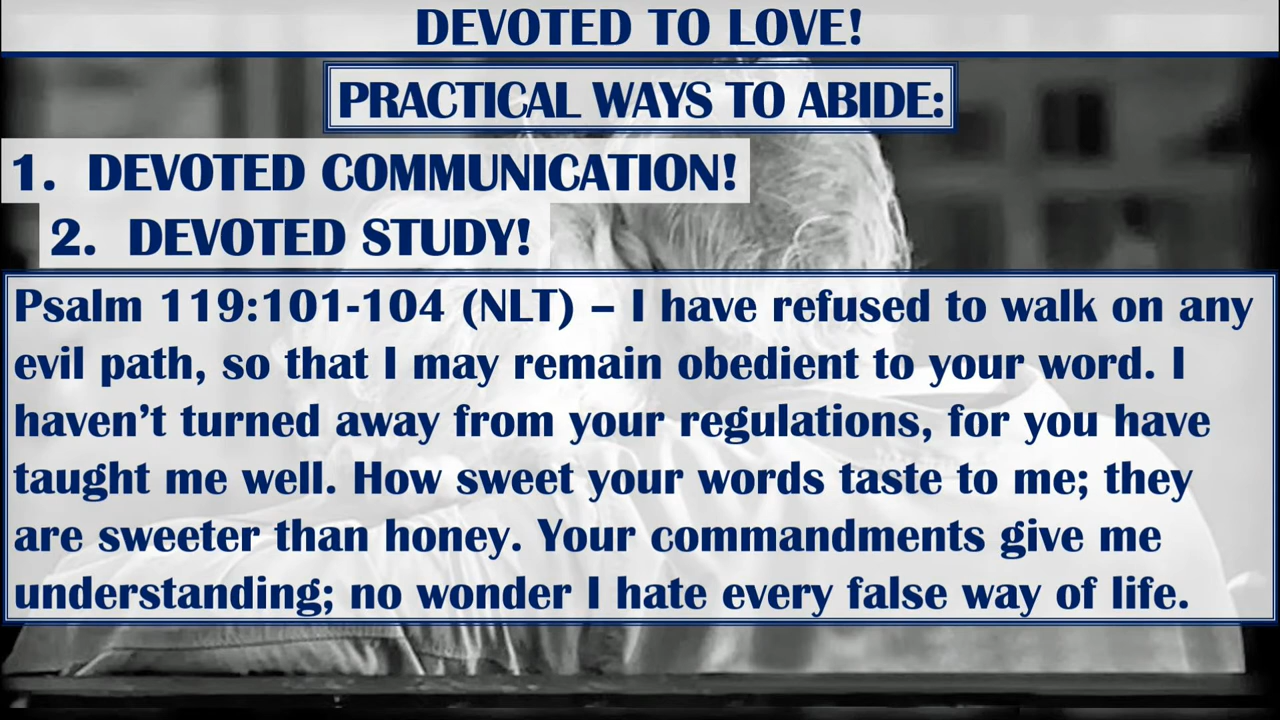 DEVOTED TO LOVE!
PRACTICAL WAYS TO ABIDE:
1. DEVOTED COMMUNICATION!
2. DEVOTED STUDY!
Psalm 119:101-104 (NLT) – I have refused to walk on any
evil path, so that I may remain obedient to your word. I
haven’t turned away from your regulations, for you have
taught me well. How sweet your words taste to me; they
are sweeter than honey. Your commandments give me
understanding; no wonder I hate every false way of life.